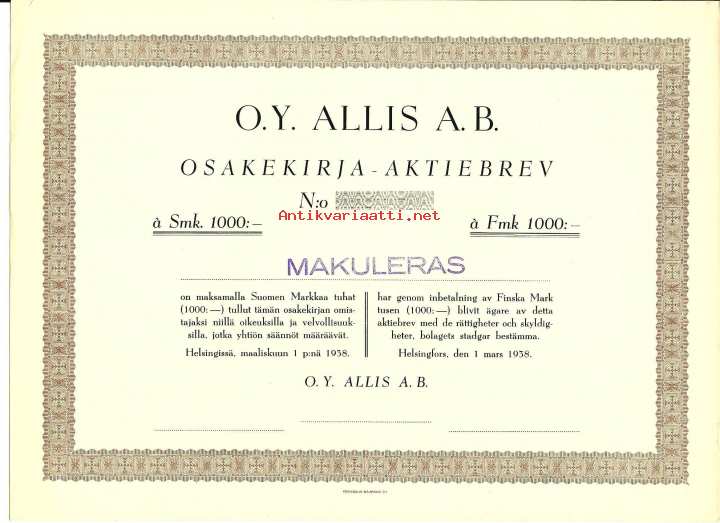 O.Y. ALLIS A.B.
OSAKEKIRJA - AKTIEBREV
N:o
Antikvariaatti.net
à Smk. 1000:—
à Fmk 1000:—
MAKULERAS
on maksamalla Suomen Markkaa tuhat
(1000: —) tullut tämän osakekirjan omis-
tajaksi niillä oikeuksilla ja velvollisuuk-
silla, jotka yhtiön säännöt määräävät.
Helsingissä, maaliskuun 1 p:nä 1938.
har genom inbetalning av Finska Mark
tusen (1000: —) blivit ägare av detta
aktiebrev med de rättigheter och skyldig-
heter, bolagets stadgar bestämma.
Helsingfors, den 1 mars 1938.
O. Y. ALLIS A. B.